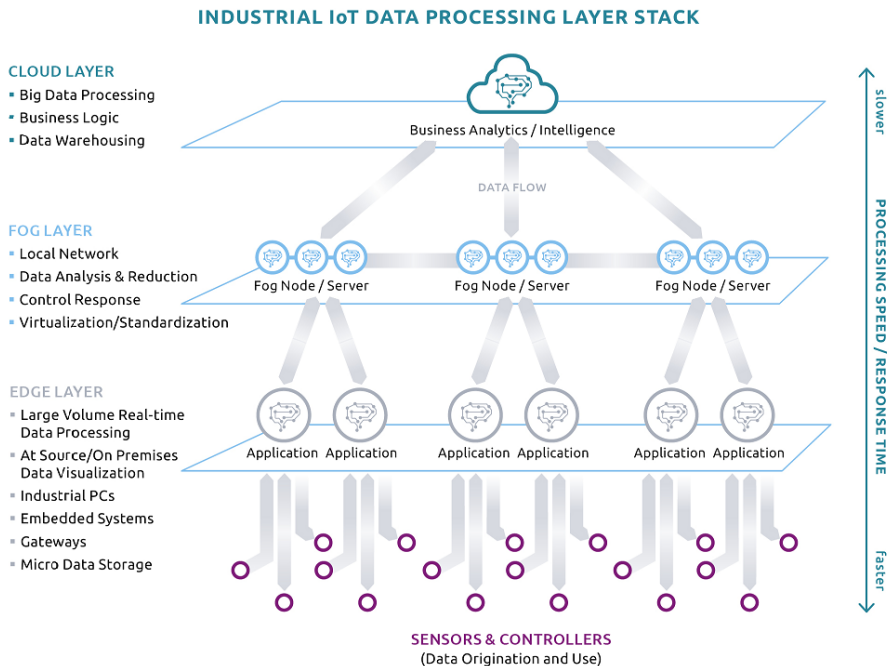 INDUSTRIAL IoT DATA PROCESSING LAYER STACK
CLOUD LAYER
▪ Big Data Processing
▪ Business Logic
▪ Data Warehousing
Business Analytics / Intelligence
DATA FLOW
FOG LAYER
▪ Local Network
▪ Data Analysis & Reduction
▪ Control Response
▪ Virtualization/Standardization
Fog Node / Server
Fog Node / Server
Fog Node / Server
EDGE LAYER
▪ Large Volume Real-time
Data Processing
▪ At Source/On Premises
Data Visualization
▪ Industrial PCs
▪ Embedded Systems
▪ Gateways
▪ Micro Data Storage
Application
Application
Application
Application
Application
Application
SENSORS & CONTROLLERS
(Data Origination and Use)
slower
PROCESSING SPEED / RESPONSE TIME
faster